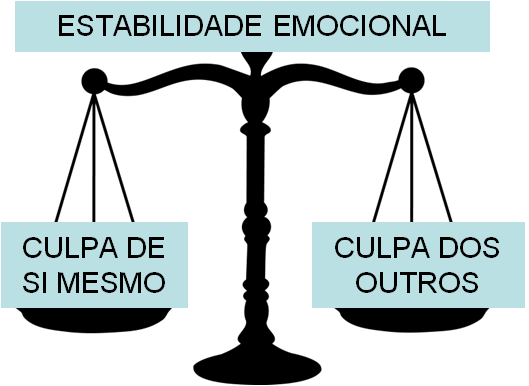 ESTABILIDADE EMOCIONAL
CULPA DE
SI MESMO
CULPA DOS
OUTROS